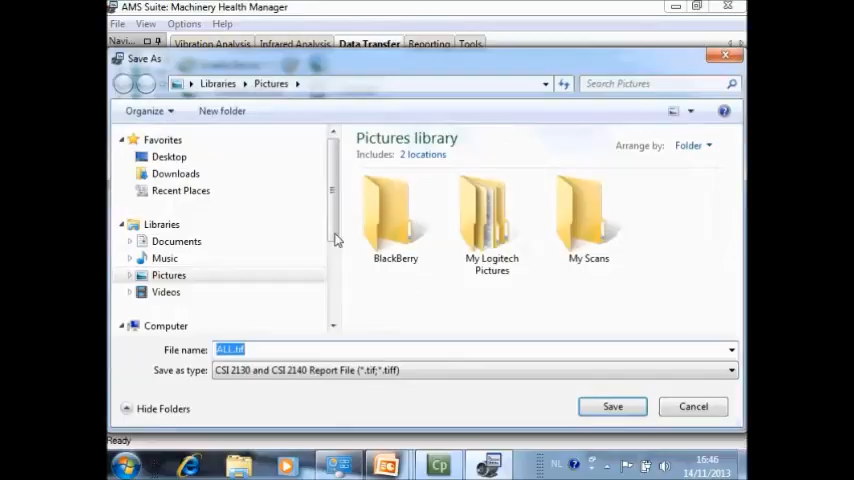 AMS Suite: Machinery Health Manager
File View Options Help
Navi...
Vibration Analysis Infrared Analysis Data Transfer Reporting Tools
Save As
Libraries Pictures
Search Pictures
Organize New folder
Favorites
Desktop
Downloads
Recent Places
Libraries
Documents
Music
Pictures
Videos
Computer
Pictures library
Includes: 2 locations
Arrange by: Folder
BlackBerry
My Logitech
Pictures
My Scans
File name: ALL.tif
Save as type: CSI 2130 and CSI 2140 Report File (*.tif;*.tiff)
Hide Folders
Save Cancel
Ready
Cp
NL
16:46
14/11/2013